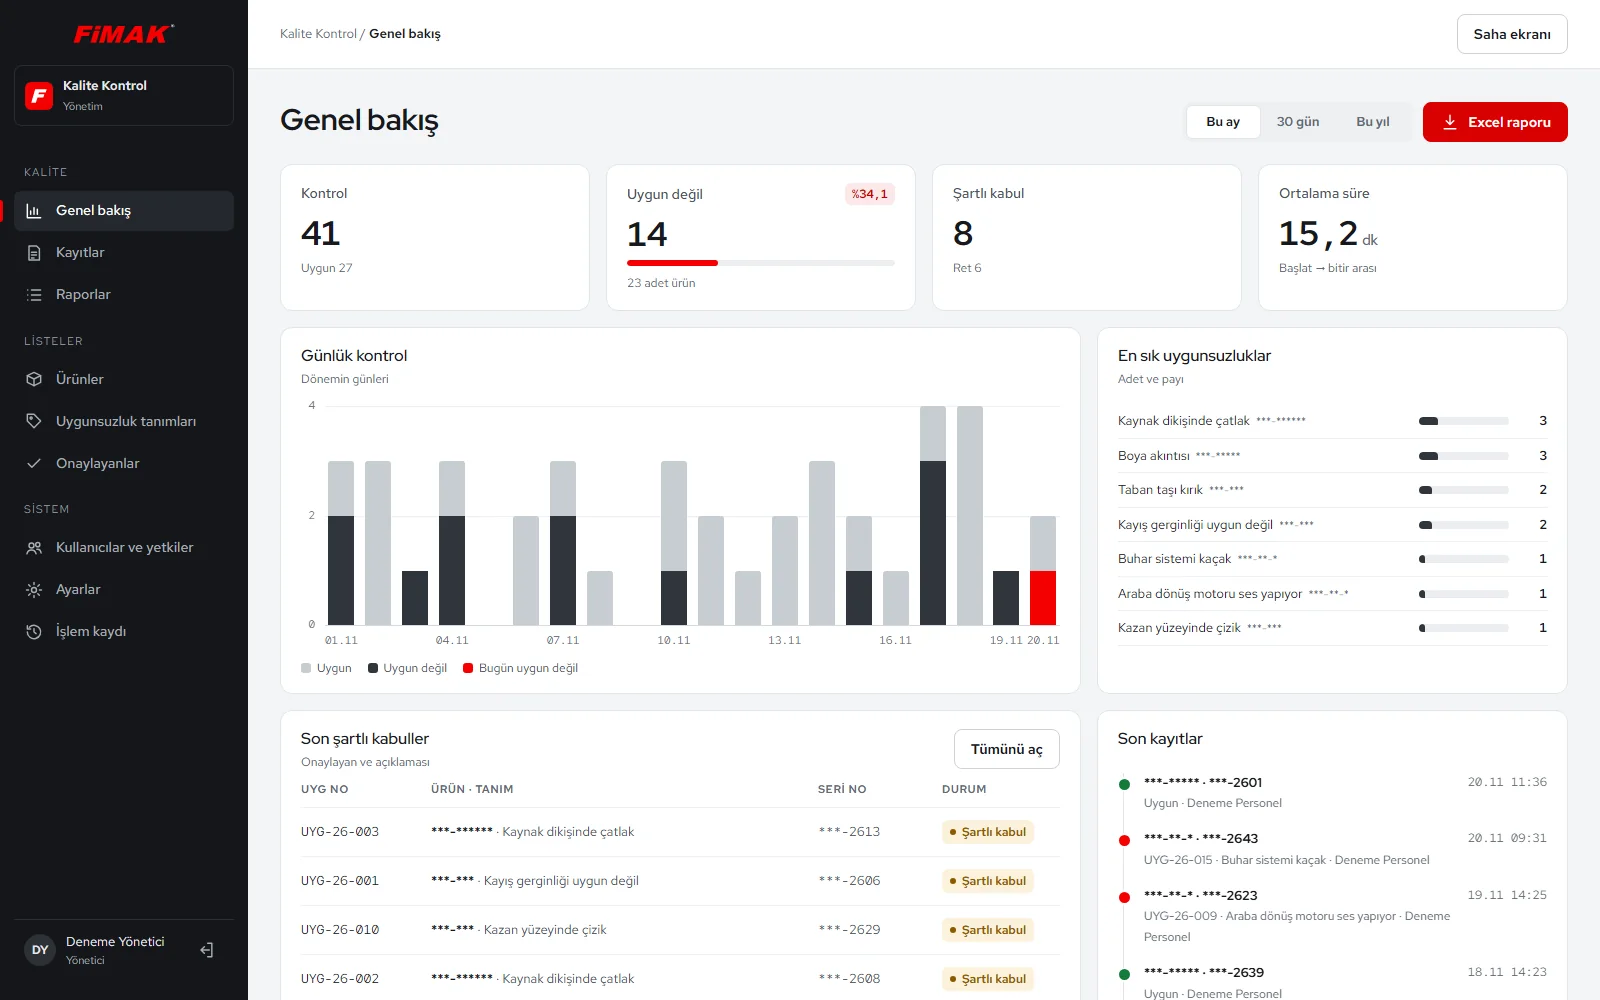 FiMAK
Kalite Kontrol
Yönetim
KALİTE
Genel bakış
Kayıtlar
Raporlar
LİSTELER
Ürünler
Uygunsuzluk tanımları
Onaylayanlar
SİSTEM
Kullanıcılar ve yetkiler
Ayarlar
İşlem kaydı
DY
Deneme Yönetici
Yönetici
Kalite Kontrol / Genel bakış
Saha ekranı
Genel bakış
Bu ay
30 gün
Bu yıl
Excel raporu
Kontrol
41
Uygun 27
Uygun değil
%34,1
14
23 adet ürün
Şartlı kabul
8
Ret 6
Ortalama süre
15,2 dk
Başlat → bitir arası
Günlük kontrol
Dönemin günleri
4
2
0
01.11 04.11 07.11 10.11 13.11 16.11 19.11 20.11
Uygun Uygun değil Bugün uygun değil
En sık uygunsuzluklar
Adet ve payı
Kaynak dikişinde çatlak ***-****** 3
Boya akıntısı ***-***** 3
Taban taşı kırık ***-*** 2
Kayış gerginliği uygun değil ***-*** 2
Buhar sistemi kaçak ***-**-* 1
Araba dönüş motoru ses yapıyor ***-**-* 1
Kazan yüzeyinde çizik ***-*** 1
Son şartlı kabuller
Onaylayan ve açıklaması
Tümünü aç
UYG NO ÜRÜN · TANIM SERİ NO DURUM
UYG-26-003 ***-****** · Kaynak dikişinde çatlak ***-2613 Şartlı kabul
UYG-26-001 ***-*** · Kayış gerginliği uygun değil ***-2606 Şartlı kabul
UYG-26-010 ***-*** · Kazan yüzeyinde çizik ***-2629 Şartlı kabul
UYG-26-002 ***-****** · Kaynak dikişinde çatlak ***-2608 Şartlı kabul
Son kayıtlar
***-***** · ***-2601 20.11 11:36
Uygun · Deneme Personel
***-**-* · ***-2643 20.11 09:31
UYG-26-015 · Buhar sistemi kaçak · Deneme Personel
***-**-* · ***-2623 19.11 14:25
UYG-26-009 · Araba dönüş motoru ses yapıyor · Deneme
Personel
***-***** · ***-2639 18.11 14:23
Uygun · Deneme Personel